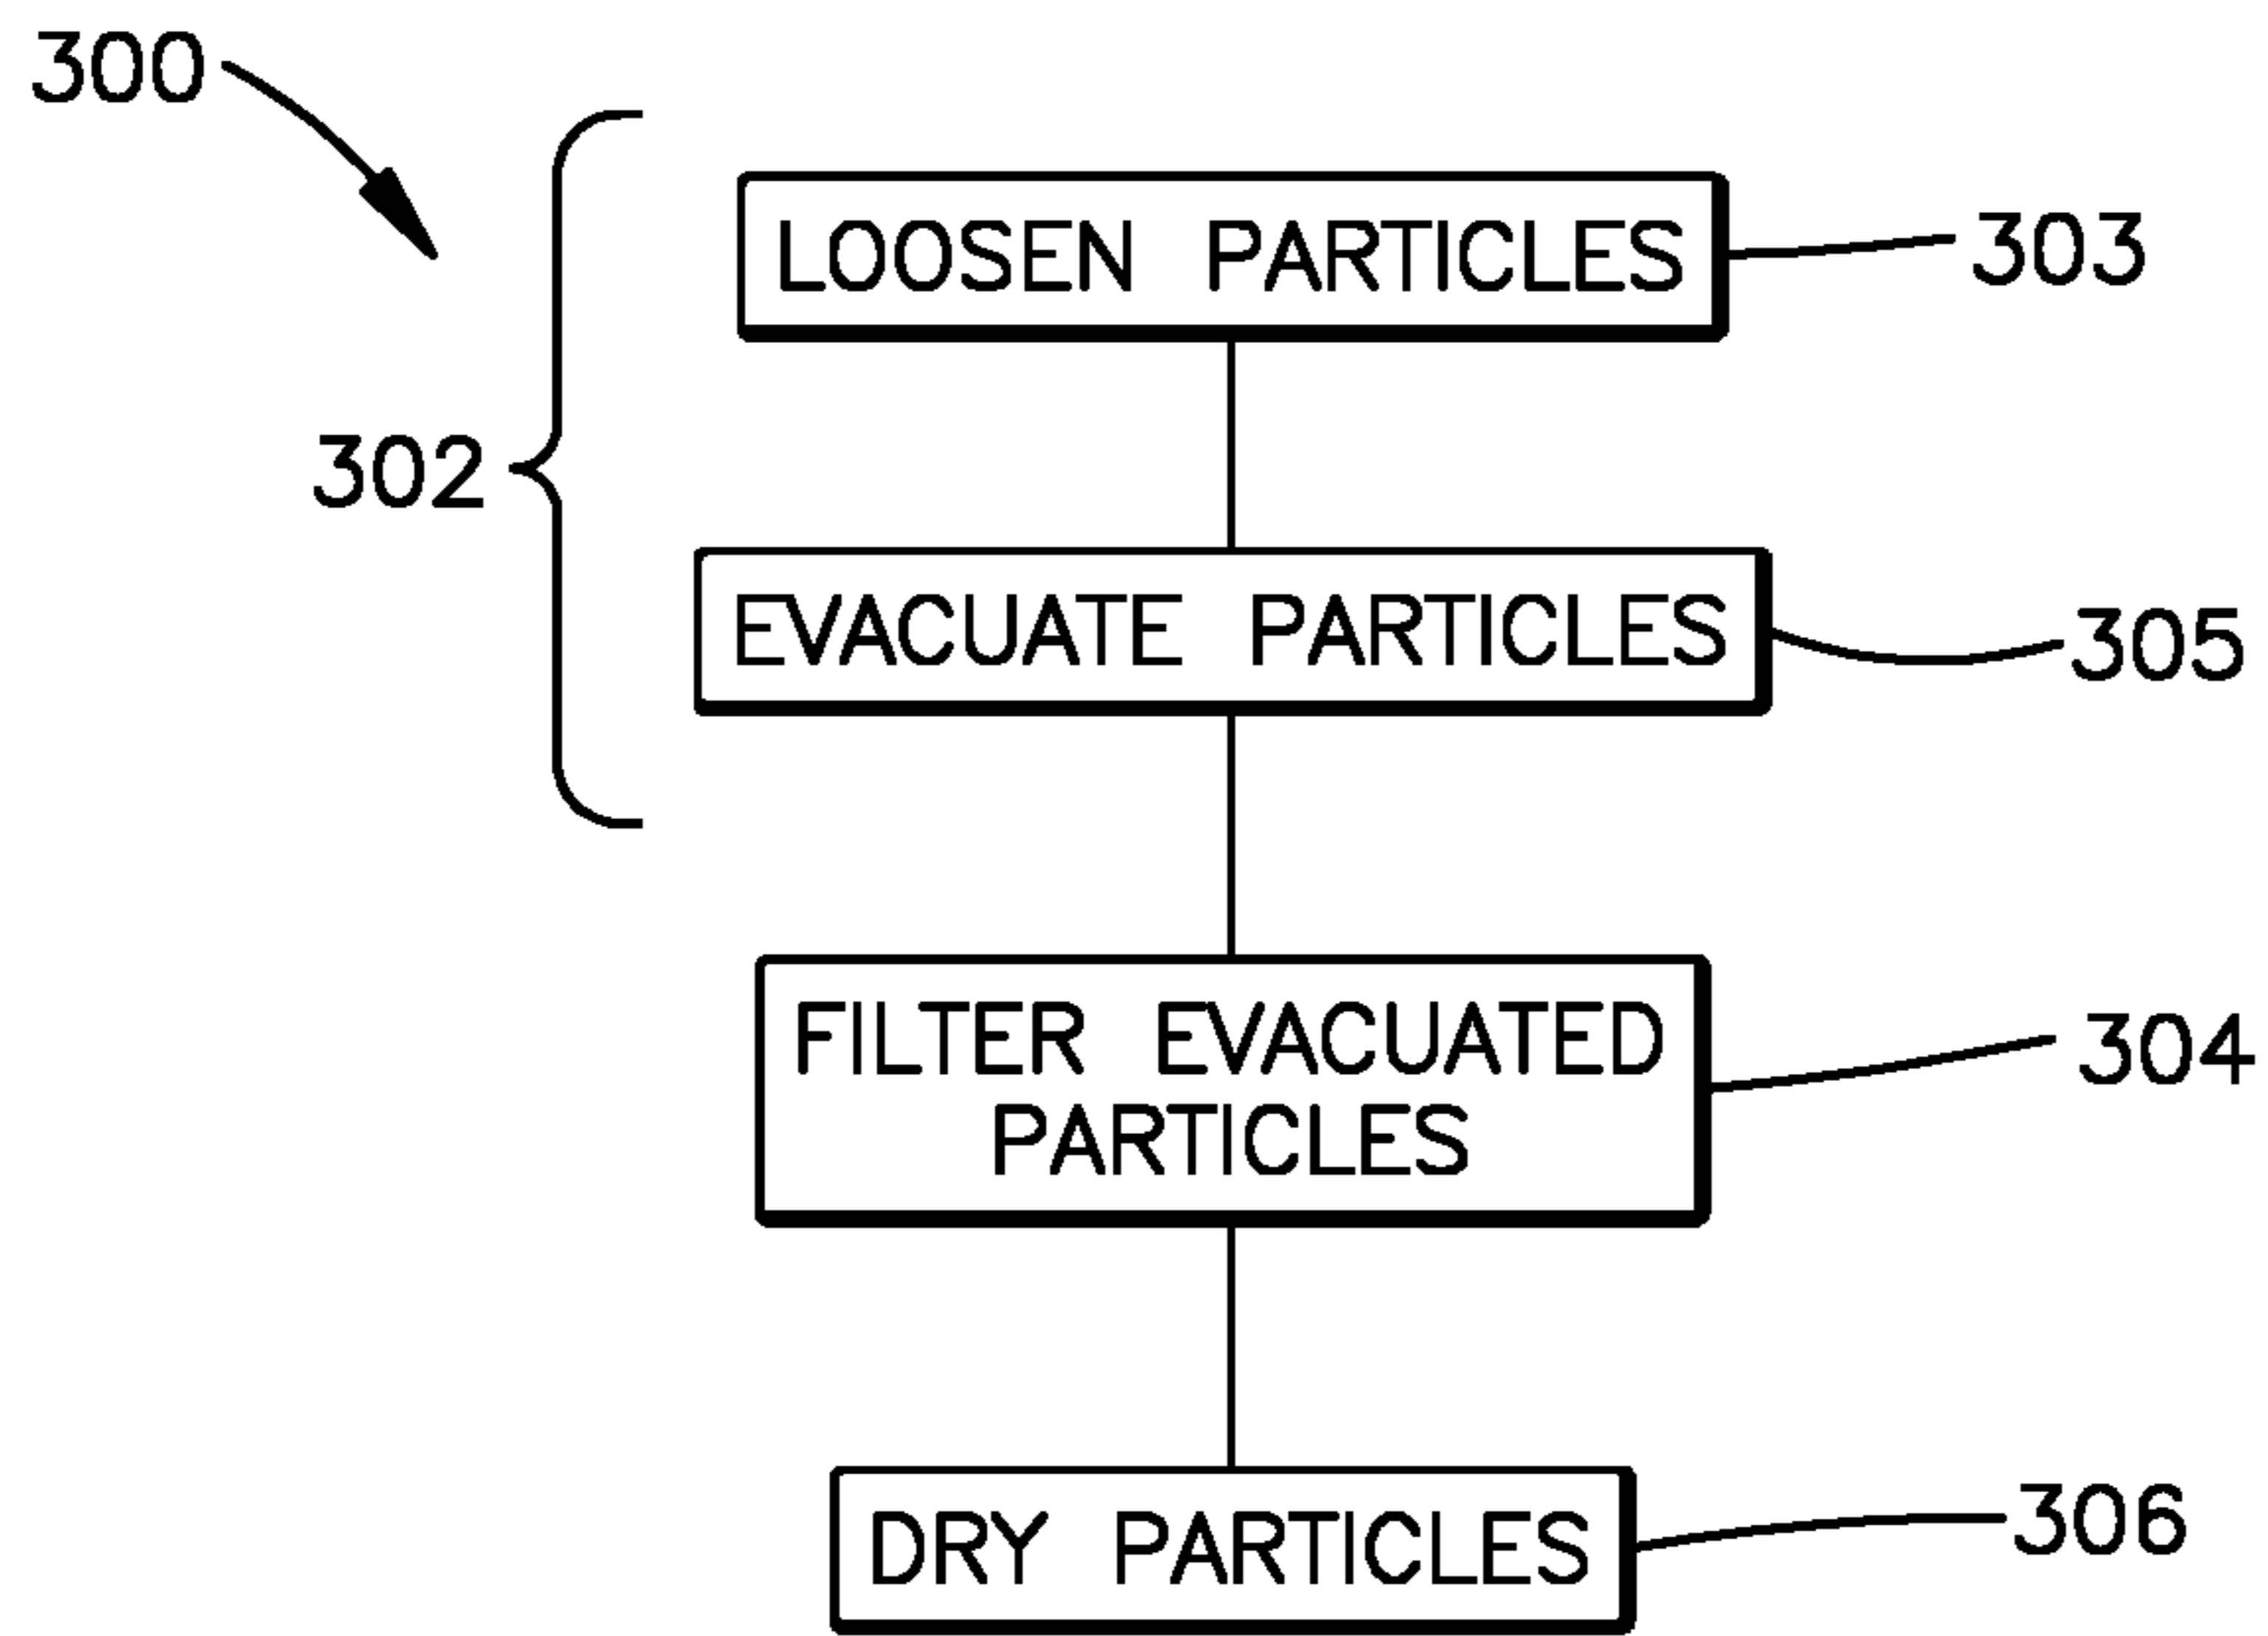 300
LOOSEN PARTICLES
303
302
EVACUATE PARTICLES
305
FILTER EVACUATED
PARTICLES
304
DRY PARTICLES
306